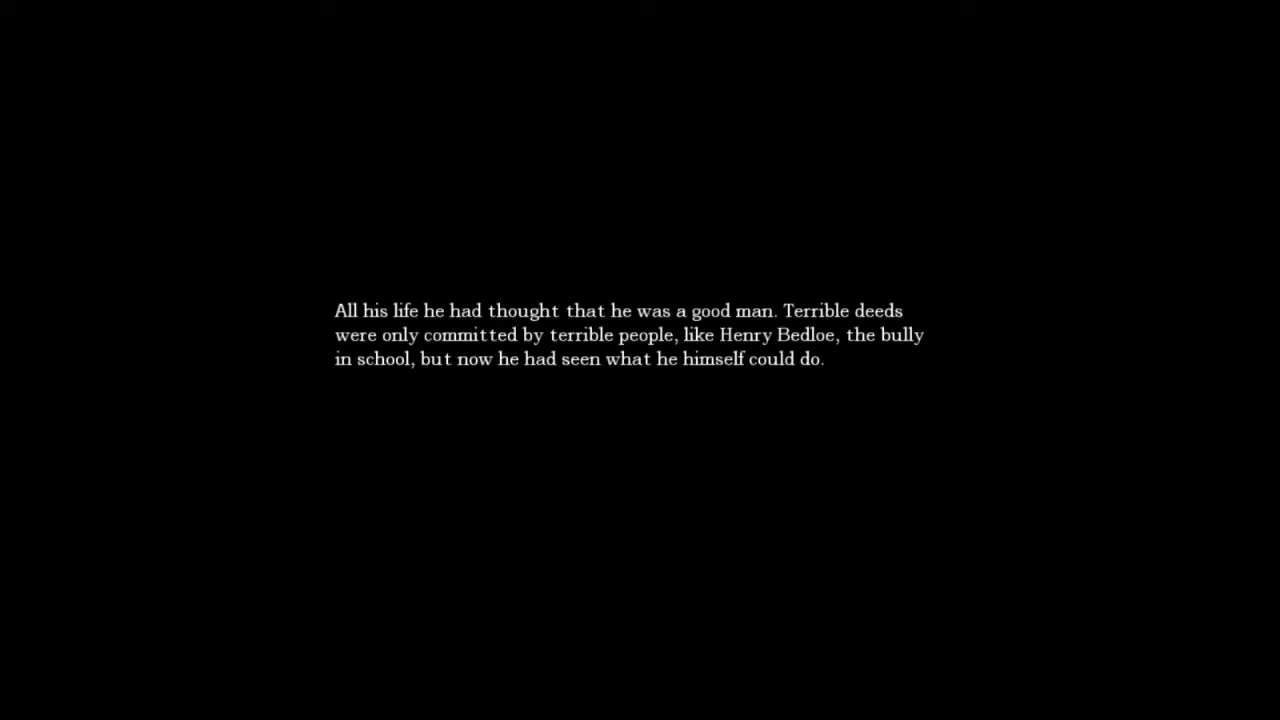 All his life he had thought that he was a good man. Terrible deeds
were only committed by terrible people, like Henry Bedloe, the bully
in school, but now he had seen what he himself could do.